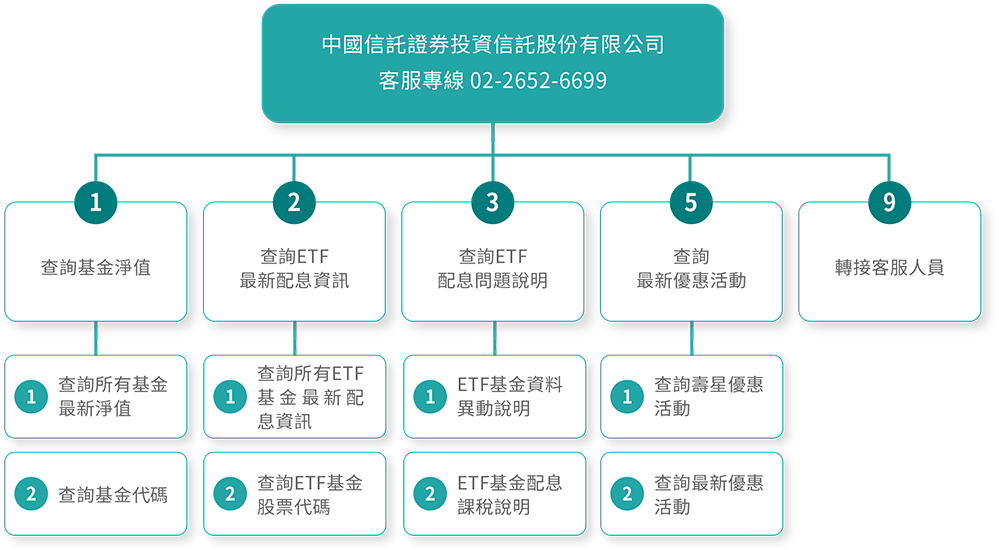 中國信託證券投資信託股份有限公司
客服專線 02-2652-6699
1
查詢基金淨值
2
查詢ETF
最新配息資訊
3
查詢ETF
配息問題說明
5
查詢
最新優惠活動
9
轉接客服人員
1
查詢所有基金
最新淨值
1
查詢所有ETF
基金最新配
息資訊
1
ETF基金資料
異動說明
1
查詢壽星優惠
活動
2
查詢基金代碼
2
查詢ETF基金
股票代碼
2
ETF基金配息
課稅說明
2
查詢最新優惠
活動